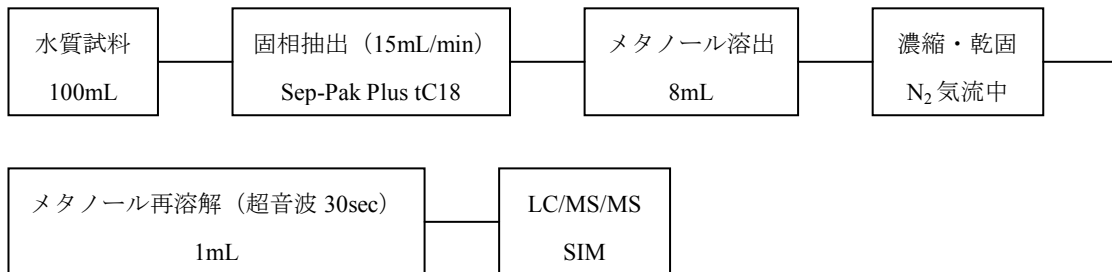 水質試料
100mL
固相抽出（15mL/min）
Sep-Pak Plus tC18
メタノール溶出
8mL
濃縮・乾固
N₂ 気流中
メタノール再溶解（超音波 30sec）
1mL
LC/MS/MS
SIM